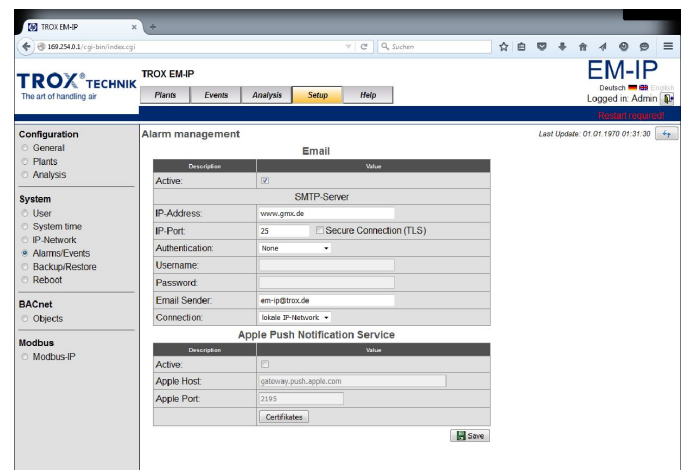 TROX EM-IP
169.254.0.1/cgi-bin/index.cgi
Suchen
TROX® TECHNIK
The art of handling air
TROX EM-IP
EM-IP
Plants Events Analysis Setup Help
Deutsch English
Logged in: Admin
Restart required!
Configuration
General
Plants
Analysis
System
User
System time
IP-Network
Alarms/Events
Backup/Restore
Reboot
BACnet
Objects
Modbus
Modbus-IP
Alarm management
Last Update: 01.01.1970 01:31:30
Email
Description Value
Active:
SMTP-Server
IP-Address: www.gmx.de
IP-Port: 25 Secure Connection (TLS)
Authentication: None
Username:
Password:
Email Sender: em-ip@trox.de
Connection: lokale IP-Network
Apple Push Notification Service
Description Value
Active:
Apple Host: gateway.push.apple.com
Apple Port: 2195
Certifikates
Save